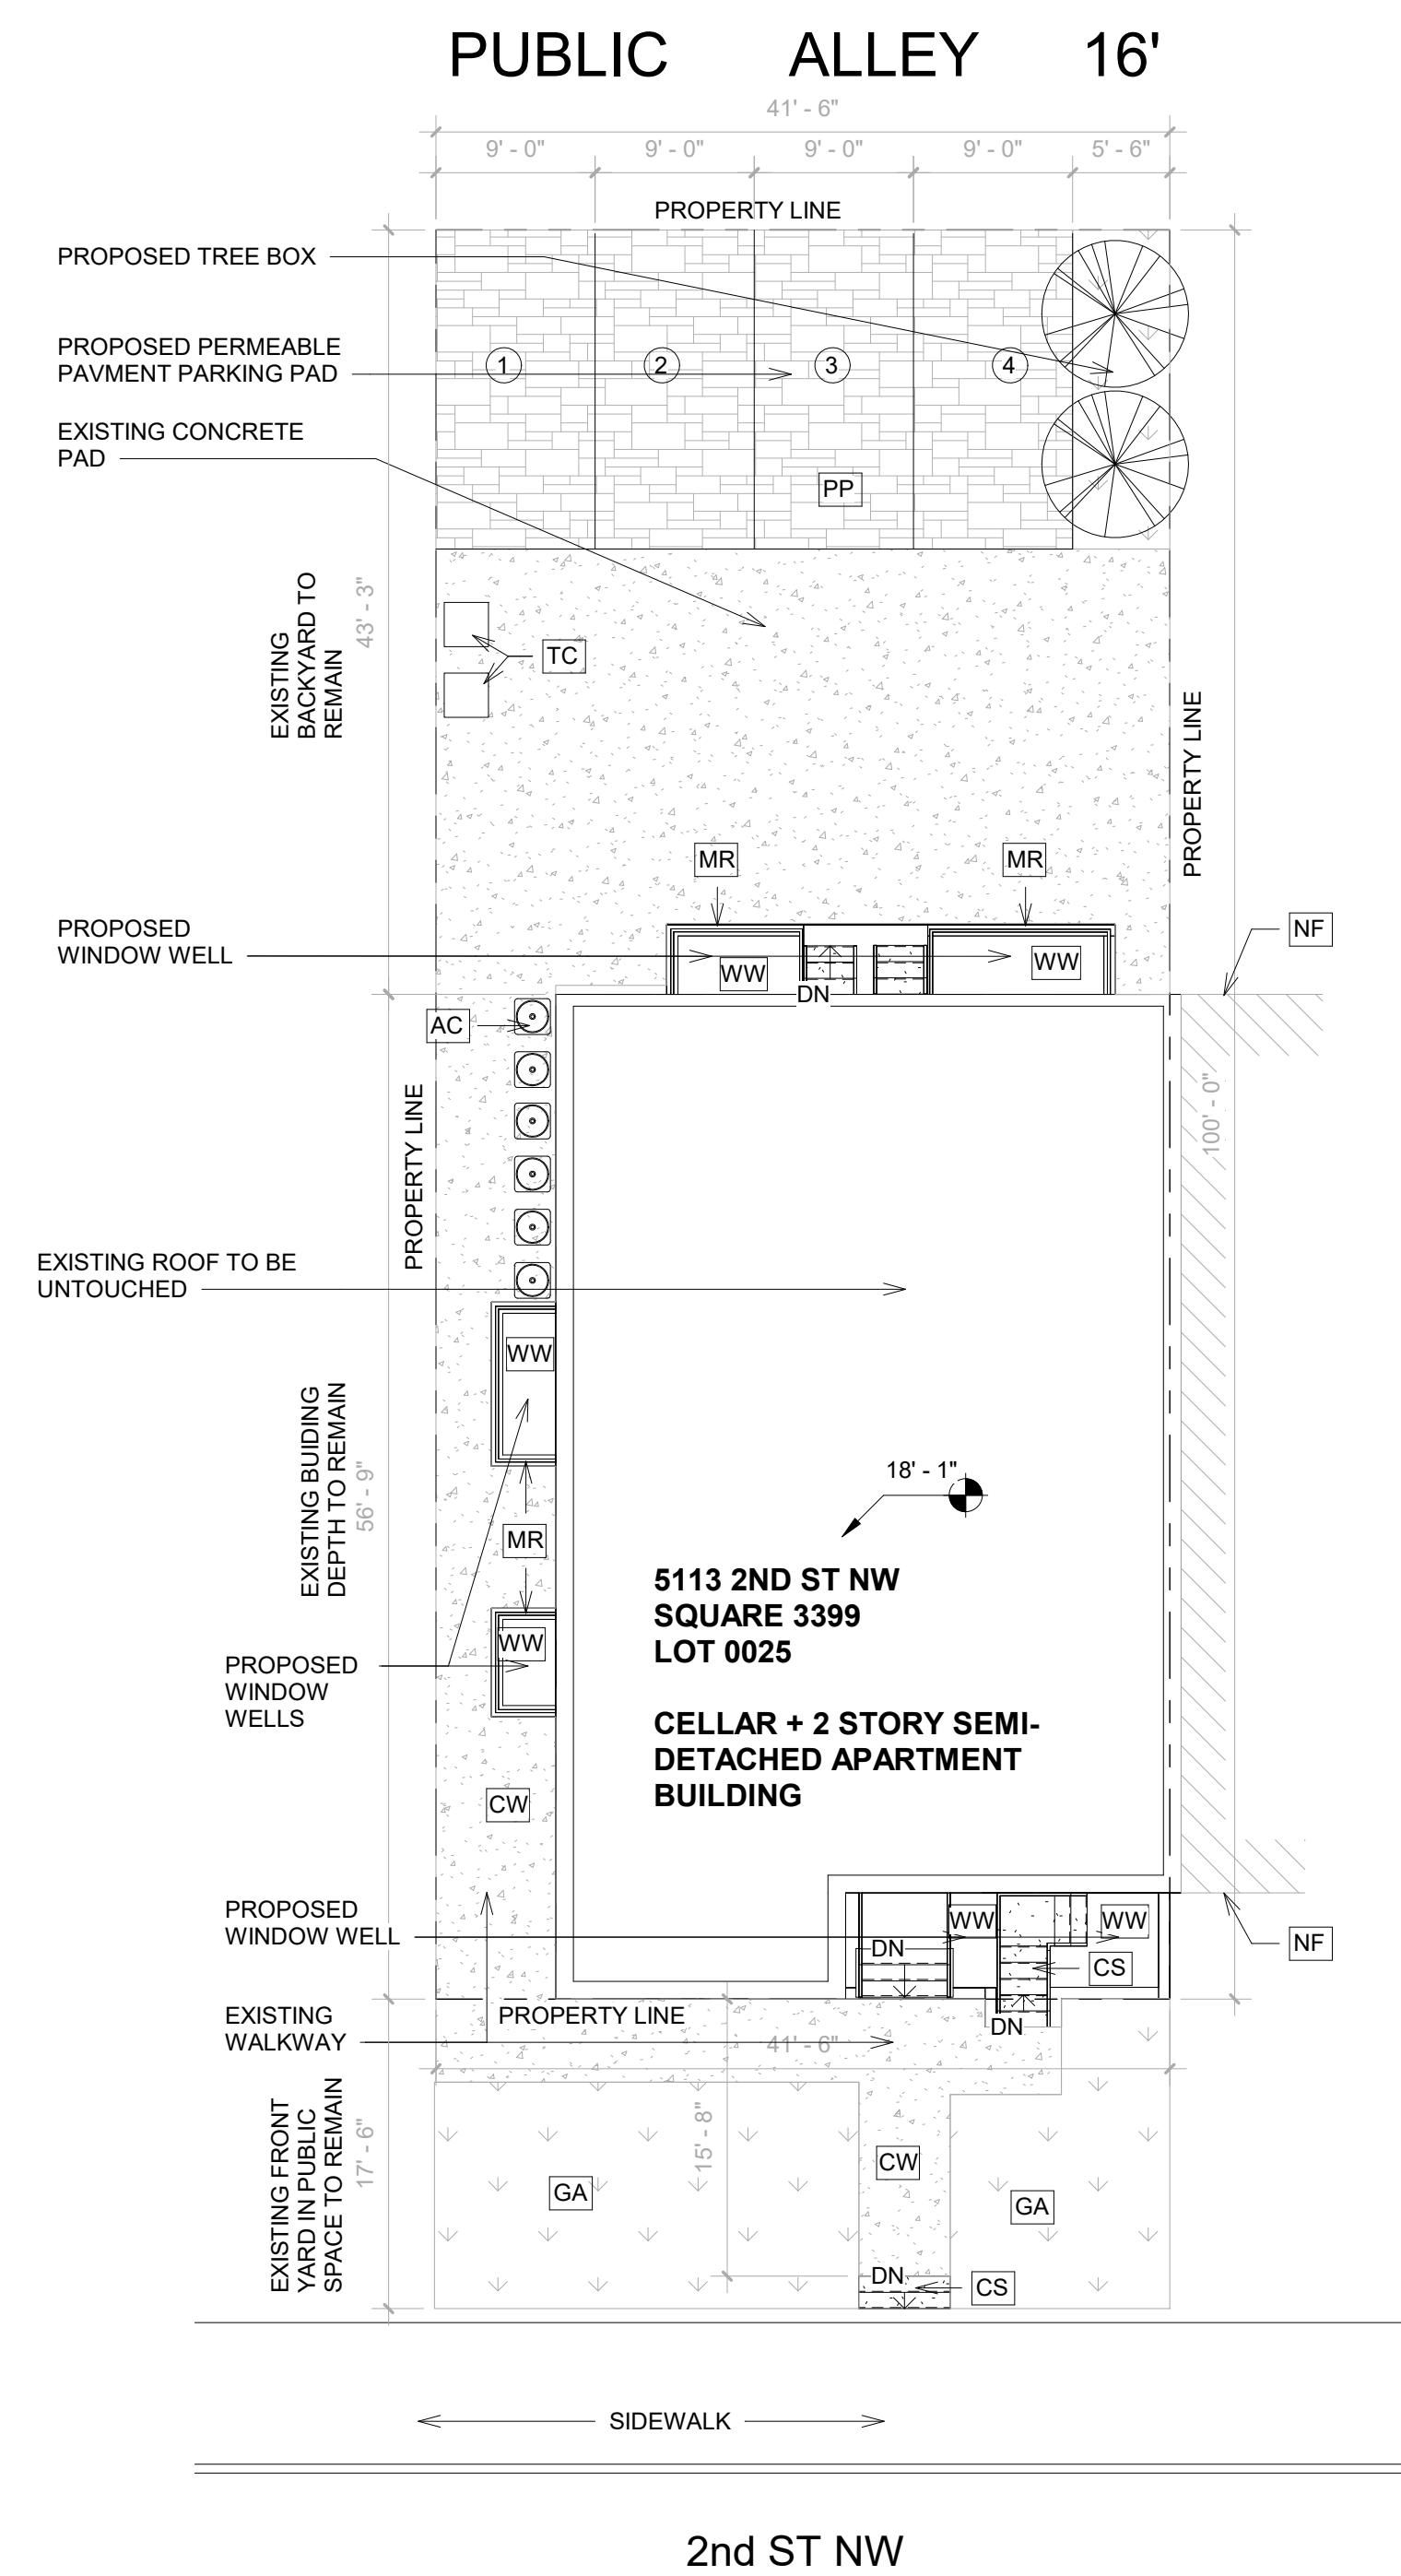 PUBLIC ALLEY 16'
41' - 6"
9' - 0"
9' - 0"
9' - 0"
9' - 0"
5' - 6"
PROPERTY LINE
PROPOSED TREE BOX
PROPOSED PERMEABLE
PAVMENT PARKING PAD
1
2
3
4
EXISTING CONCRETE
PAD
PP
EXISTING
BACKYARD TO
REMAIN
43' - 3"
TC
PROPERTY LINE
MR
MR
PROPOSED
WINDOW WELL
NF
WW
WW
DN
AC
PROPERTY LINE
100' - 0"
EXISTING ROOF TO BE
UNTOUCHED
WW
EXISTING BUIDING
DEPTH TO REMAIN
56' - 9"
18' - 1"
MR
5113 2ND ST NW
SQUARE 3399
LOT 0025
WW
PROPOSED
WINDOW
WELLS
CELLAR + 2 STORY SEMI-
DETACHED APARTMENT
BUILDING
CW
PROPOSED
WINDOW WELL
WW
WW
DN
CS
NF
EXISTING
WALKWAY
PROPERTY LINE
DN
41' - 6"
EXISTING FRONT
YARD IN PUBLIC
SPACE TO REMAIN
17' - 6"
15' - 8"
CW
GA
GA
DN
CS
SIDEWALK
2nd ST NW